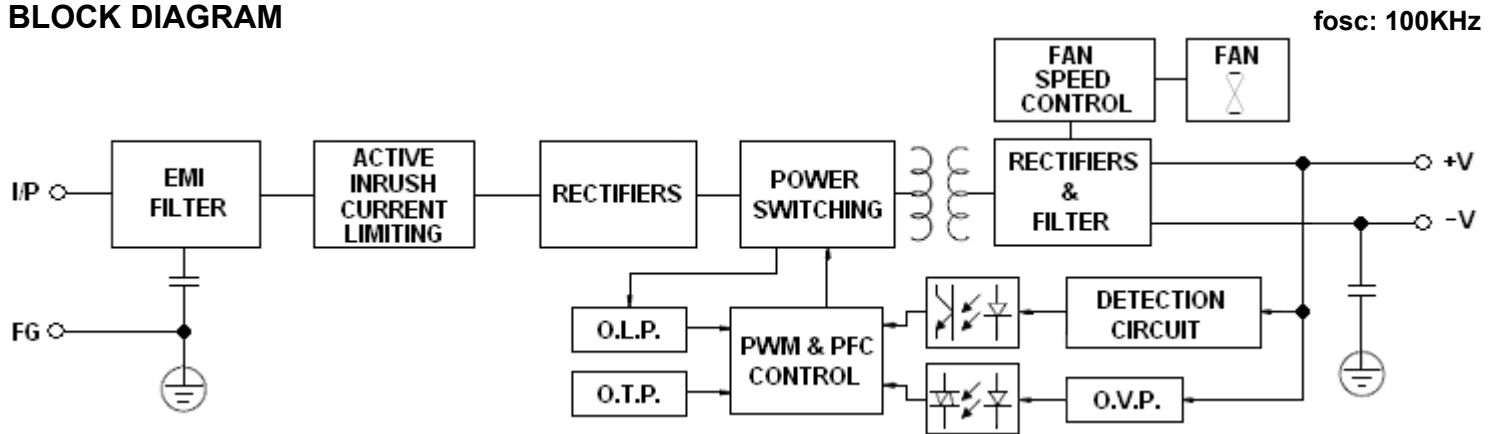 BLOCK DIAGRAM
fosc: 100KHz
FAN
SPEED
CONTROL
FAN
I/P
EMI
FILTER
ACTIVE
INRUSH
CURRENT
LIMITING
RECTIFIERS
POWER
SWITCHING
RECTIFIERS
&
FILTER
+V
-V
FG
O.L.P.
O.T.P.
PWM & PFC
CONTROL
DETECTION
CIRCUIT
O.V.P.